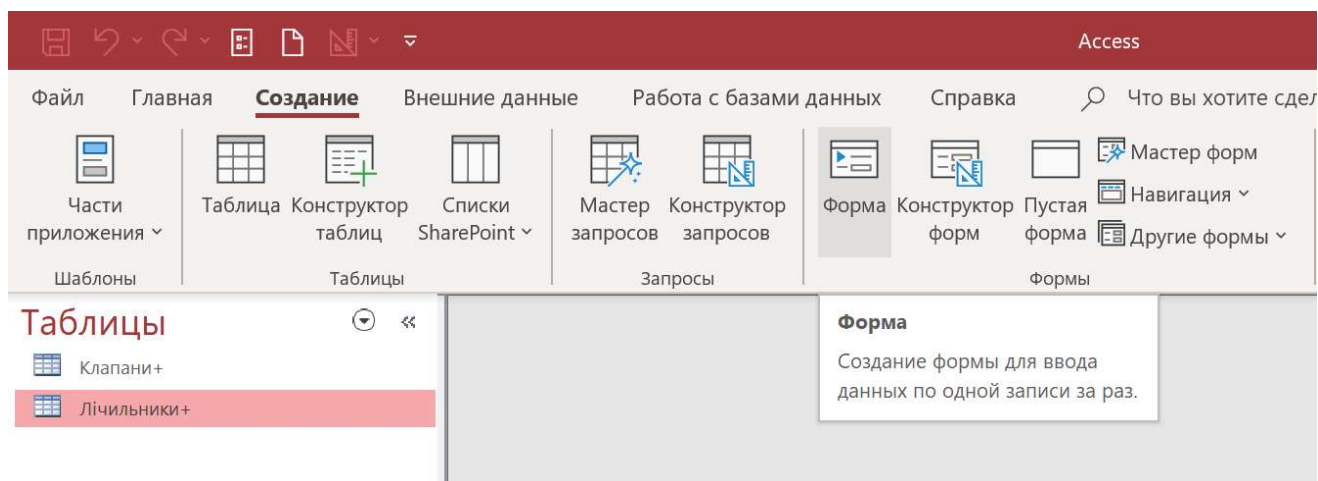 Access
Файл Главная Создание Внешние данные Работа с базами данных Справка Что вы хотите
Части приложения
Таблица
Конструктор таблиц
Списки SharePoint
Мастер запросов
Конструктор запросов
Форма
Конструктор форм
Пустая форма
Мастер форм
Навигация
Другие формы
Шаблоны Таблицы Запросы Формы
Таблицы
Клапани+
Лічильники+
Форма
Создание формы для ввода
данных по одной записи за раз.